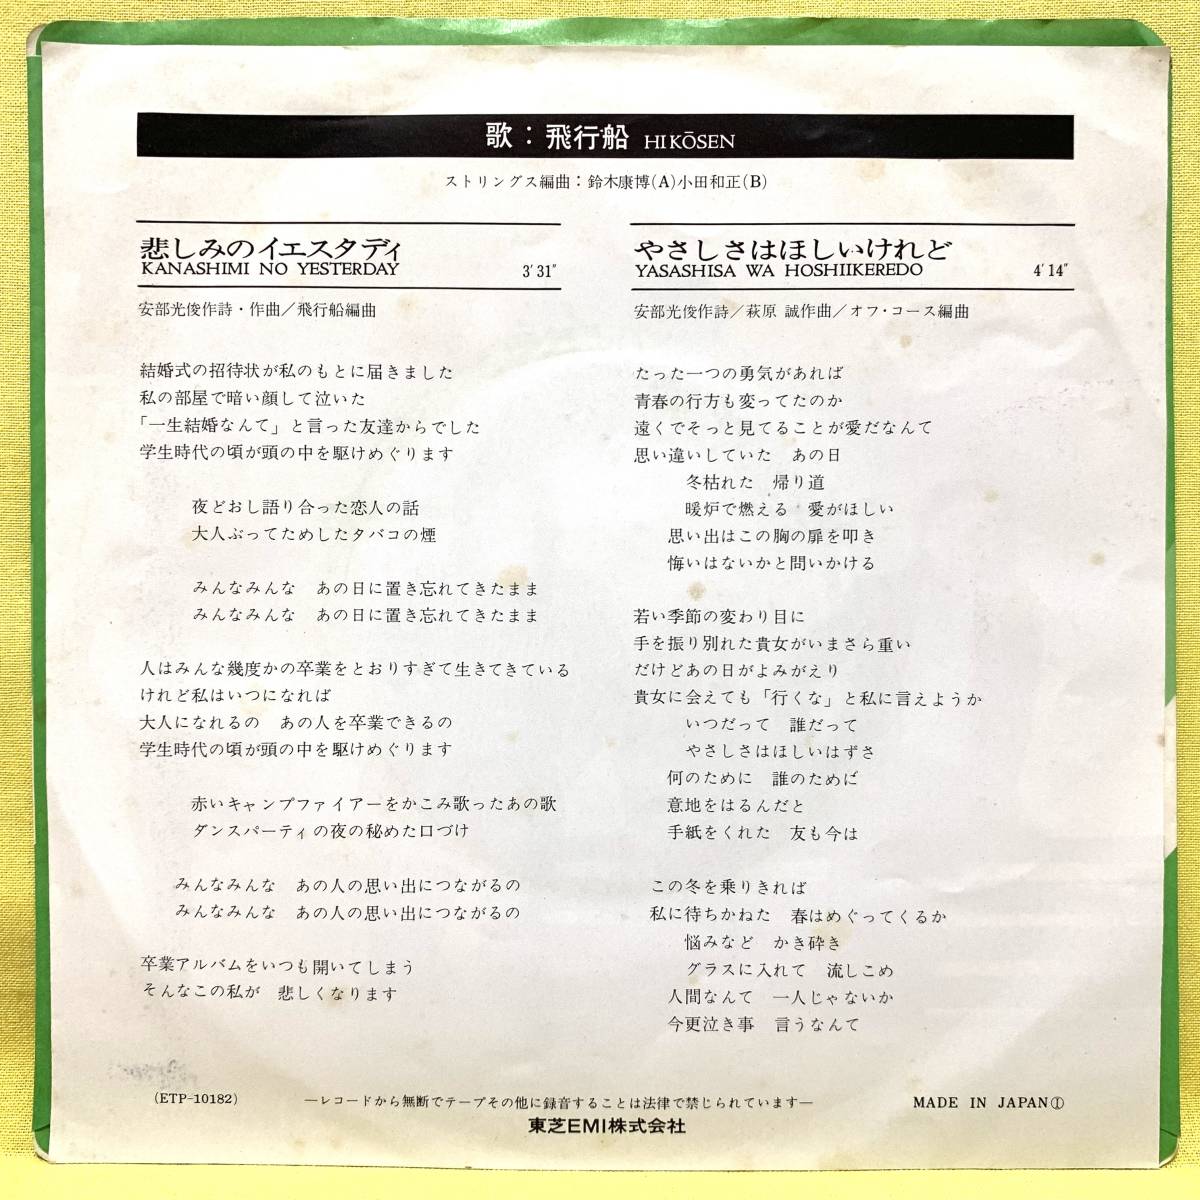 歌：飛行船 HIKŌSEN
ストリングス編曲：鈴木康博(A)小田和正(B)
悲しみのイエスタディ
KANASHIMI NO YESTERDAY 3′31″
安部光俊作詩・作曲／飛行船編曲
結婚式の招待状が私のもとに届きました
私の部屋で暗い顔して泣いた
「一生結婚なんて」と言った友達からでした
学生時代の頃が頭の中を駆けめぐります
夜どおし語り合った恋人の話
大人ぶってためしたタバコの煙
みんなみんな　あの日に置き忘れてきたまま
みんなみんな　あの日に置き忘れてきたまま
人はみんな幾度かの卒業をとおりすぎて生きてきている
けれど私はいつになれば
大人になれるの　あの人を卒業できるの
学生時代の頃が頭の中を駆けめぐります
赤いキャンプファイアーをかこみ歌ったあの歌
ダンスパーティの夜の秘めた口づけ
みんなみんな　あの人の思い出につながるの
みんなみんな　あの人の思い出につながるの
卒業アルバムをいつも開いてしまう
そんなこの私が　悲しくなります
やさしさはほしいけれど
YASASHISA WA HOSHIIKEREDO 4′14″
安部光俊作詩／萩原 誠作曲／オフ・コース編曲
たった一つの勇気があれば
青春の行方も変ってたのか
遠くでそっと見てることが愛だなんて
思い違いしていた　あの日
冬枯れた　帰り道
暖炉で燃える　愛がほしい
思い出はこの胸の扉を叩き
悔いはないかと問いかける
若い季節の変わり目に
手を振り別れた貴女がいまさら重い
だけどあの日がよみがえり
貴女に会えても「行くな」と私に言えようか
いつだって　誰だって
やさしさはほしいはずさ
何のために　誰のために
意地をはるんだと
手紙をくれた　友も今は
この冬を乗りきれば
私に待ちかねた　春はめぐってくるか
悩みなど　かき砕き
グラスに入れて　流しこめ
人間なんて　一人じゃないか
今更泣き事　言うなんて
(ETP-10182)
―レコードから無断でテープその他に録音することは法律で禁じられています―
MADE IN JAPANⒾ
東芝EMI株式会社